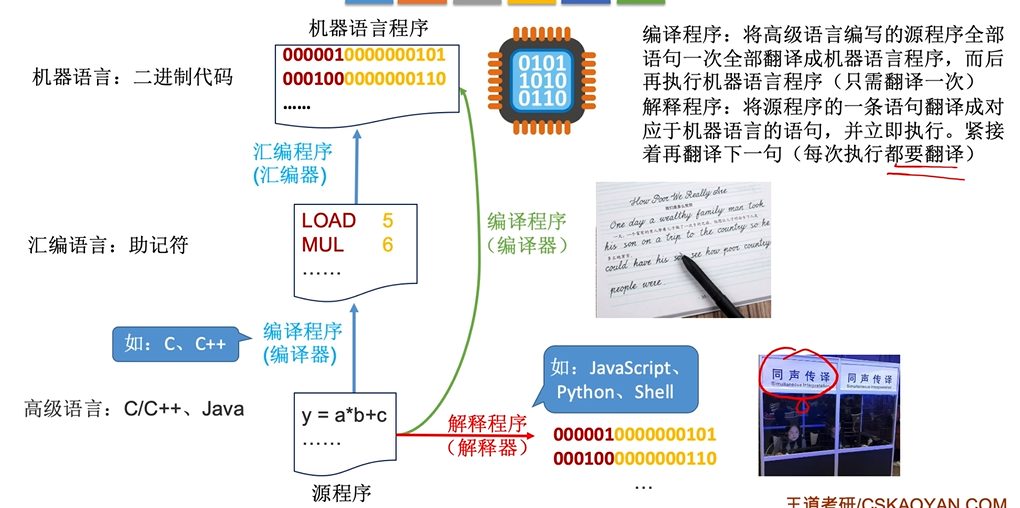 机器语言程序
机器语言：二进制代码
0000010000000101
0001000000000110
……
0101
1010
0110
编译程序：将高级语言编写的源程序全部
语句一次全部翻译成机器语言程序，而后
再执行机器语言程序（只需翻译一次）
解释程序：将源程序的一条语句翻译成对
应于机器语言的语句，并立即执行。紧接
着再翻译下一句（每次执行都要翻译）
汇编程序
(汇编器)
汇编语言：助记符
LOAD 5
MUL 6
……
编译程序
（编译器）
How Poor We Really Are
One day a wealthy family man took
his son on a trip to the country so he
could have his son see how poor country
people were.
如：C、C++
编译程序
(编译器)
高级语言：C/C++、Java
y = a*b+c
……
源程序
解释程序
（解释器）
如：JavaScript、
Python、Shell
0000010000000101
0001000000000110
…
同声传译
Simultaneous Interpretation
同声传译
Simultaneous Interpretation
王道考研/CSKAOYAN.COM